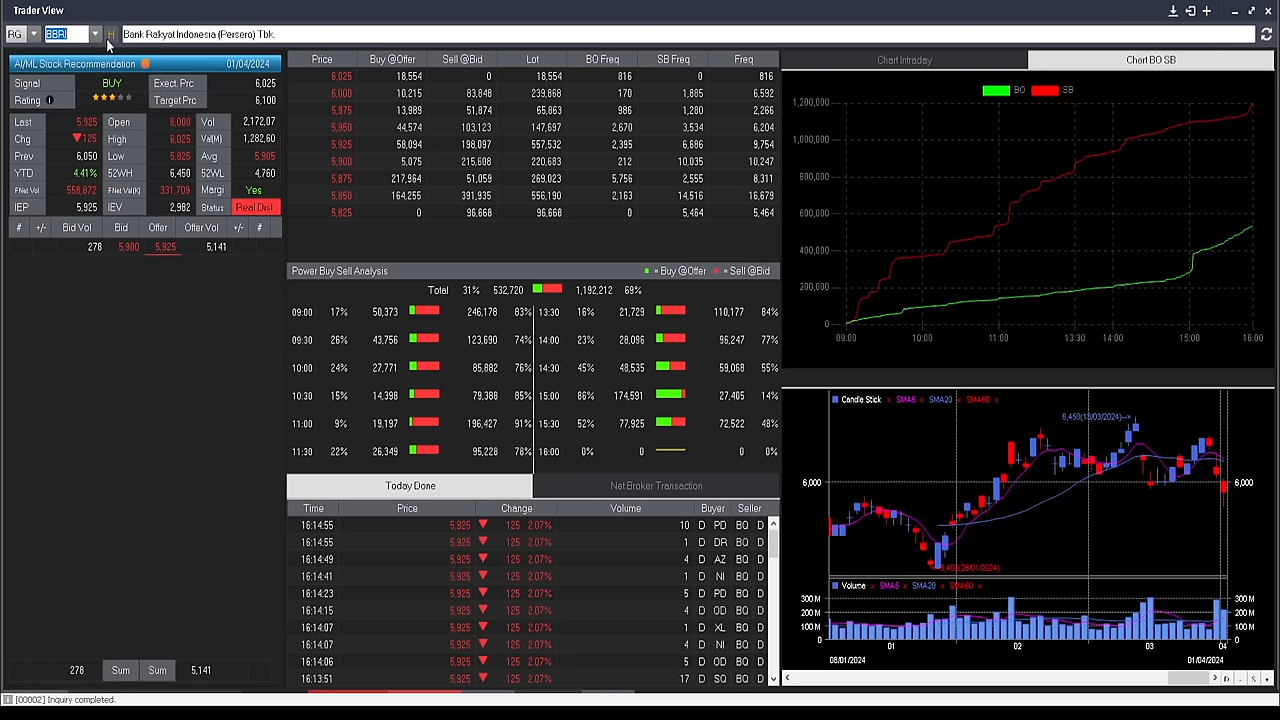 Trader View
RG BBRI H Bank Rakyat Indonesia (Persero) Tbk.
AI/ML Stock Recommendation 01/04/2024
Signal BUY Exect. Prc 6,025
Rating Target Prc 6,100
Last 5,925 Open 6,000 Vol 2,172,07
Chg 125 High 6,025 Val(M) 1,282,60
Prev 6,050 Low 5,825 Avg 5,905
YTD 4.41% 52WH 6,450 52WL 4,760
FNet Vol 558,872 FNet Val(K) 331,709 Margi Yes
IEP 5,925 IEV 2,982 Status Real Dist
# +/- Bid Vol Bid Offer Offer Vol +/- #
278 5,900 5,925 5,141
278 Sum Sum 5,141
Price Buy @Offer Sell @Bid Lot BO Freq SB Freq Freq
6,025 18,554 0 18,554 816 0 816
6,000 10,215 83,848 239,868 170 1,885 6,592
5,975 13,989 51,874 65,863 986 1,280 2,266
5,950 44,574 103,123 147,697 2,670 3,534 6,204
5,925 58,094 198,097 557,532 2,395 6,686 9,754
5,900 5,075 215,608 220,683 212 10,035 10,247
5,875 217,964 51,059 269,023 5,756 2,555 8,311
5,850 164,255 391,935 556,190 2,163 14,516 16,679
5,825 0 96,668 96,668 0 5,464 5,464
Power Buy Sell Analysis = Buy @Offer = Sell @Bid
Total 31% 532,720 1,192,212 69%
09:00 17% 50,373 246,178 83% 13:30 16% 21,729 110,177 84%
09:30 26% 43,756 123,690 74% 14:00 23% 28,096 96,247 77%
10:00 24% 27,771 85,882 76% 14:30 45% 48,535 59,068 55%
10:30 15% 14,398 79,388 85% 15:00 86% 174,591 27,405 14%
11:00 9% 19,197 196,427 91% 15:30 52% 77,925 72,522 48%
11:30 22% 26,349 95,228 78% 16:00 0% 0 0 0%
Today Done Net Broker Transaction
Time Price Change Volume Buyer Seller
16:14:55 5,925 125 2.07% 10 D PD BQ D
16:14:55 5,925 125 2.07% 1 D DR BQ D
16:14:49 5,925 125 2.07% 4 D AZ BQ D
16:14:41 5,925 125 2.07% 1 D NI BQ D
16:14:23 5,925 125 2.07% 5 D PD BQ D
16:14:15 5,925 125 2.07% 4 D OD BQ D
16:14:07 5,925 125 2.07% 1 D XL BQ D
16:14:07 5,925 125 2.07% 4 D NI BQ D
16:14:06 5,925 125 2.07% 5 D OD BQ D
16:13:51 5,925 125 2.07% 17 D SQ BQ D
Chart Intraday Chart BO SB
BO SB
1,200,000
1,000,000
800,000
600,000
400,000
200,000
0
09:00 10:00 11:00 13:30 14:00 15:00 16:00
Candle Stick x SMA5 x SMA20 x SMA60 x
6,450(13/03/2024)-->
6,000 6,000
(26/01/2024)
Volume x SMA5 x SMA20 x SMA60 x
300 M 300 M
200 M 200 M
100 M 100 M
0 0
01 02 03 04
08/01/2024 01/04/2024
[00002] Inquiry completed.